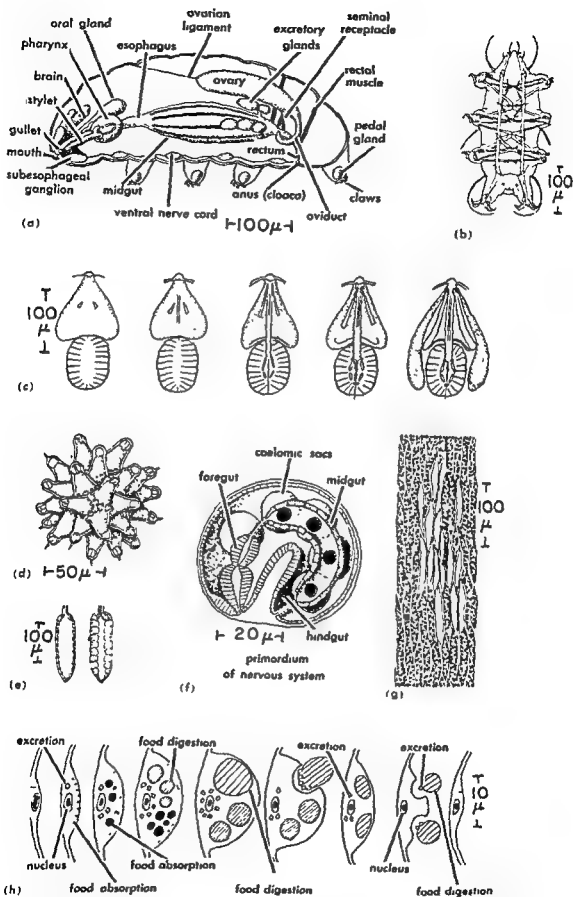 oral gland
pharynx
brain
stylet
gullet
mouth
subesophageal
ganglion
esophagus
ovarian
ligament
ovary
excretory
glands
seminal
receptacle
rectal
muscle
pedal
gland
claws
rectum
midgut
anus (cloaca)
oviduct
ventral nerve cord
(a)
100μ
(b)
100
μ
(c)
100
μ
(d)
50μ
(e)
100
μ
coelomic sacs
foregut
midgut
hindgut
20μ
primordium
of nervous system
(f)
(g)
100
μ
excretion
food digestion
excretion
excretion
10
μ
nucleus
food absorption
food absorption
food digestion
nucleus
food digestion
(h)